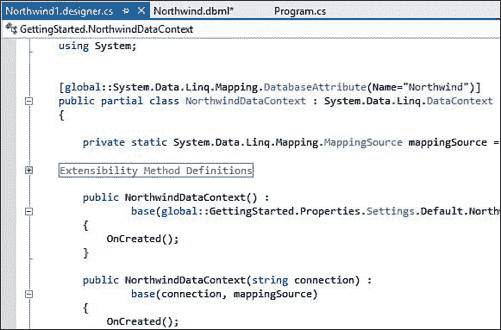 Northwind1.designer.cs Northwind.dbml* Program.cs
GettingStarted.NorthwindDataContext
using System;
[global::System.Data.Linq.Mapping.DatabaseAttribute(Name="Northwind")]
public partial class NorthwindDataContext : System.Data.Linq.DataContext
{
private static System.Data.Linq.Mapping.MappingSource mappingSource =
Extensibility Method Definitions
public NorthwindDataContext() :
base(global::GettingStarted.Properties.Settings.Default.North
{
OnCreated();
}
public NorthwindDataContext(string connection) :
base(connection, mappingSource)
{
OnCreated();